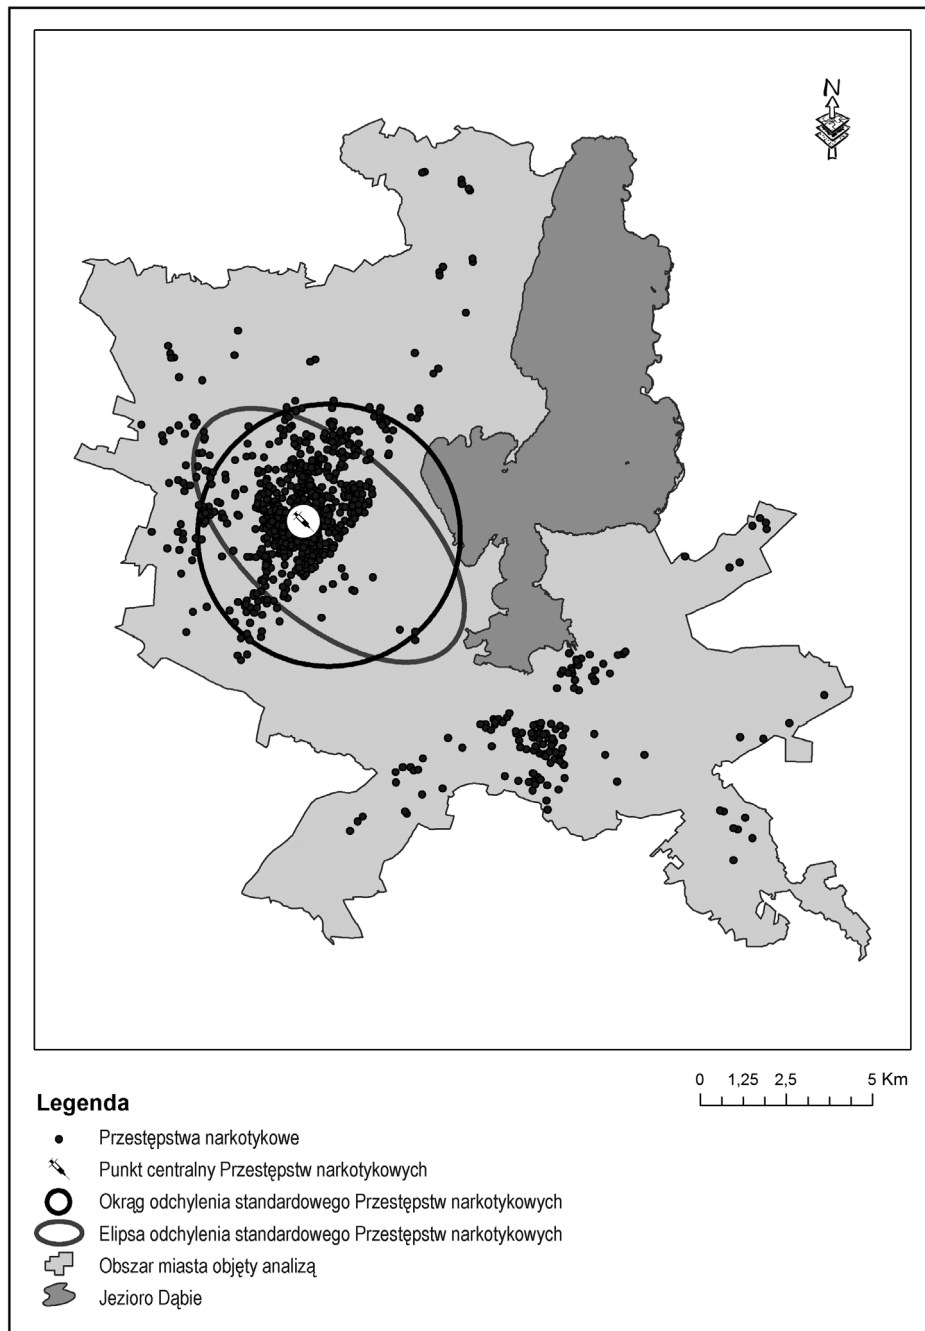 N
0 1,25 2,5 5 Km
Legenda
Przestępstwa narkotykowe
Punkt centralny Przestępstw narkotykowych
Okrąg odchylenia standardowego Przestępstw narkotykowych
Elipsa odchylenia standardowego Przestępstw narkotykowych
Obszar miasta objęty analizą
Jezioro Dąbie